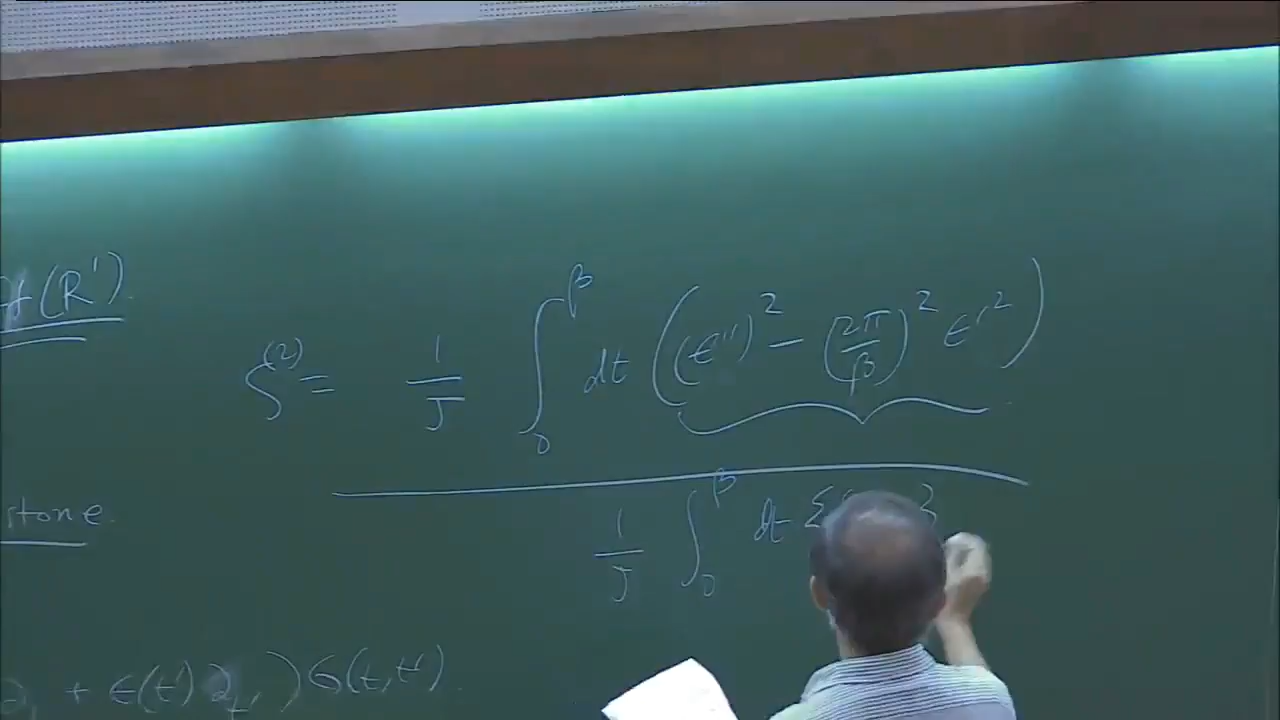 (R').
S^(2) = 1/J ∫_0^β dt ((ϵ'')^2 − (2π/β)^2 ϵ'^2)
stone.
1/J ∫_0^β dt { }
+ ϵ(t')∂_t' ) G(t,t').